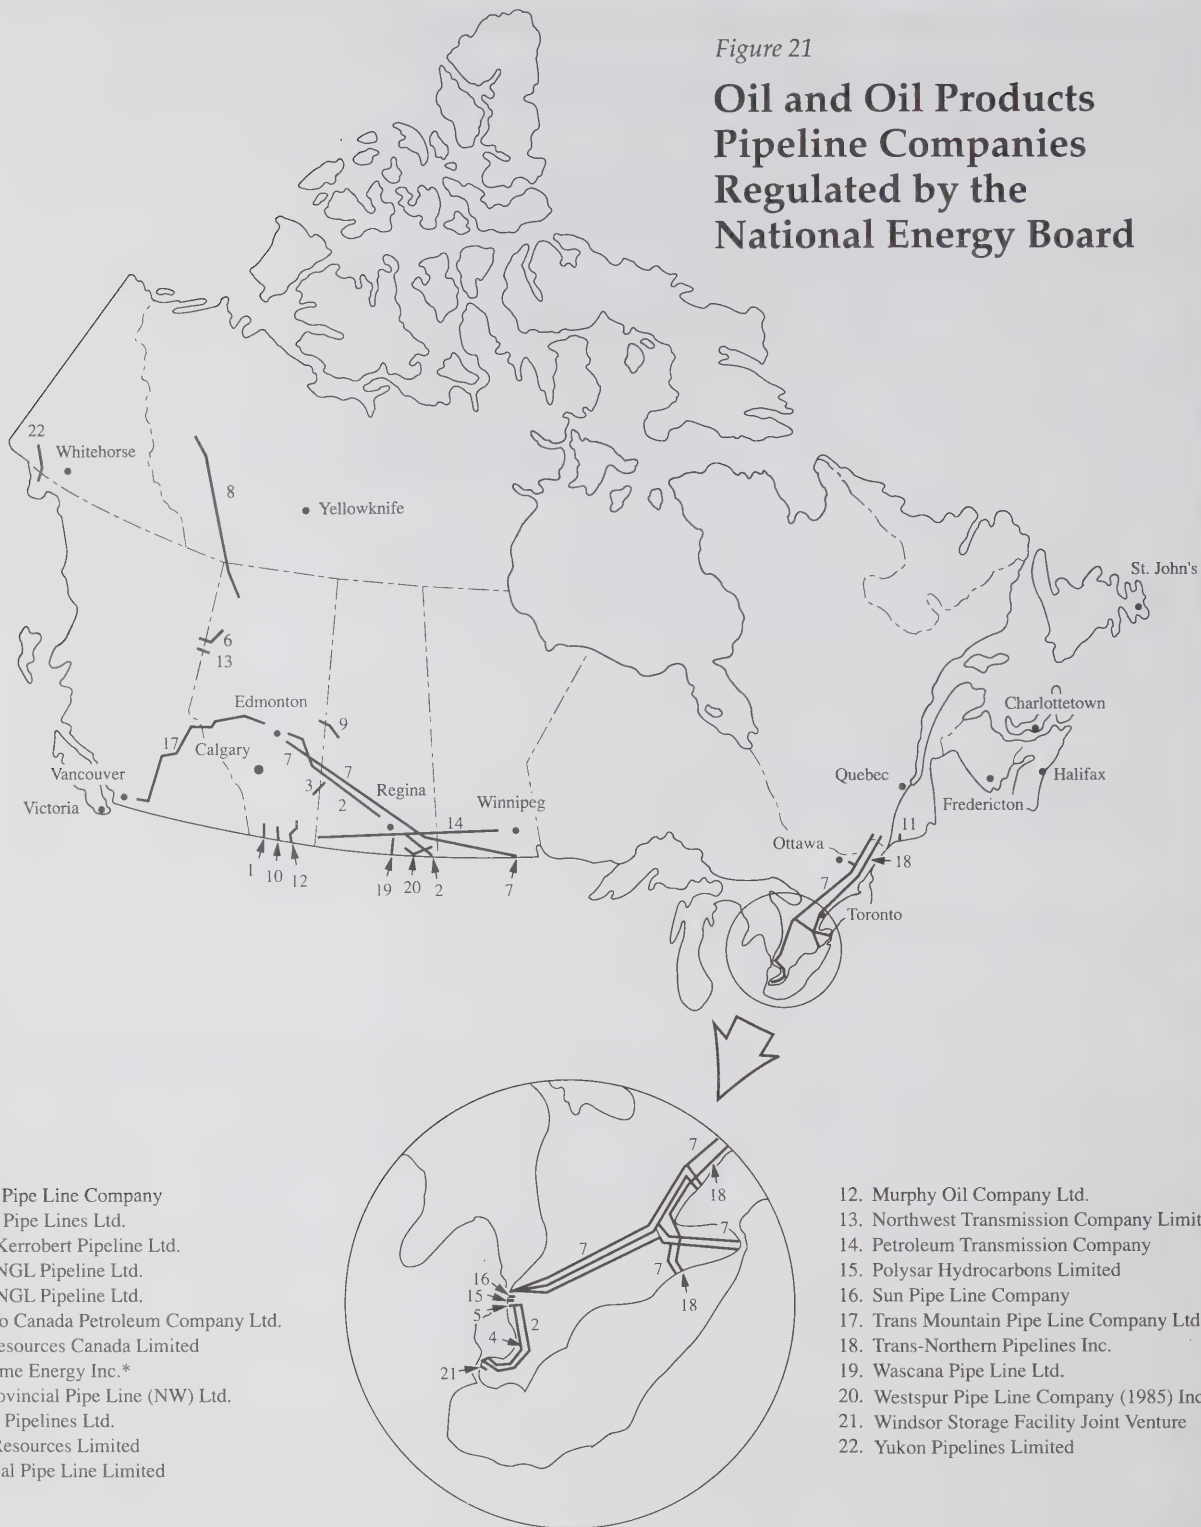 Figure 21
Oil and Oil Products
Pipeline Companies
Regulated by the
National Energy Board
22
Whitehorse
8
Yellowknife
St. John's
6
13
Edmonton
9
Charlottetown
17
Calgary
7
7
Vancouver
3
2
Regina
Winnipeg
Quebec
Halifax
Victoria
Fredericton
14
11
Ottawa
18
1
10
12
19
20
2
7
7
Toronto
7
18
7
7
7
18
16
15
5
2
4
21
Pipe Line Company
Pipe Lines Ltd.
Kerrobert Pipeline Ltd.
NGL Pipeline Ltd.
NGL Pipeline Ltd.
Canada Petroleum Company Ltd.
Canada Limited
Energy Inc.*
Pipe Line (NW) Ltd.
Pipelines Ltd.
Resources Limited
Pipe Line Limited
12. Murphy Oil Company Ltd.
13. Northwest Transmission Company
14. Petroleum Transmission Company
15. Polysar Hydrocarbons Limited
16. Sun Pipe Line Company
17. Trans Mountain Pipe Line Company Ltd
18. Trans-Northern Pipelines Inc.
19. Wascana Pipe Line Ltd.
20. Westspur Pipe Line Company (1985) Inc
21. Windsor Storage Facility Joint Venture
22. Yukon Pipelines Limited